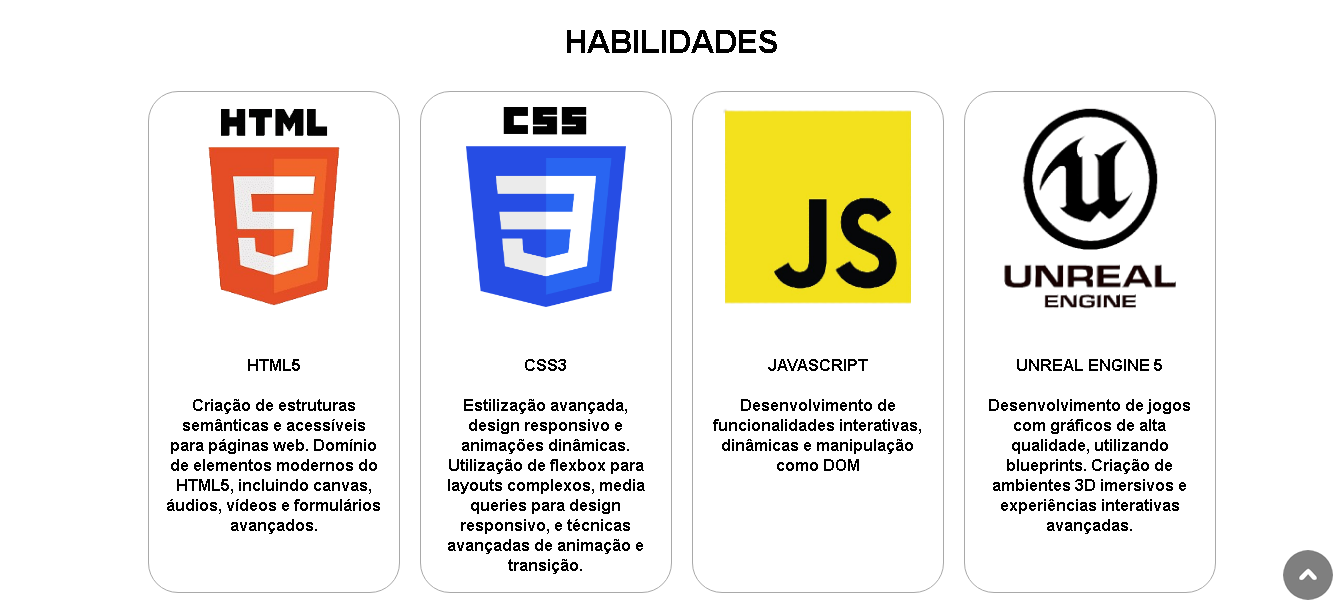 HABILIDADES
HTML
5
HTML5
Criação de estruturas
semânticas e acessíveis
para páginas web. Domínio
de elementos modernos do
HTML5, incluindo canvas,
áudios, vídeos e formulários
avançados.
CSS
3
CSS3
Estilização avançada,
design responsivo e
animações dinâmicas.
Utilização de flexbox para
layouts complexos, media
queries para design
responsivo, e técnicas
avançadas de animação e
transição.
JS
JAVASCRIPT
Desenvolvimento de
funcionalidades interativas,
dinâmicas e manipulação
como DOM
U
UNREAL
ENGINE
UNREAL ENGINE 5
Desenvolvimento de jogos
com gráficos de alta
qualidade, utilizando
blueprints. Criação de
ambientes 3D imersivos e
experiências interativas
avançadas.